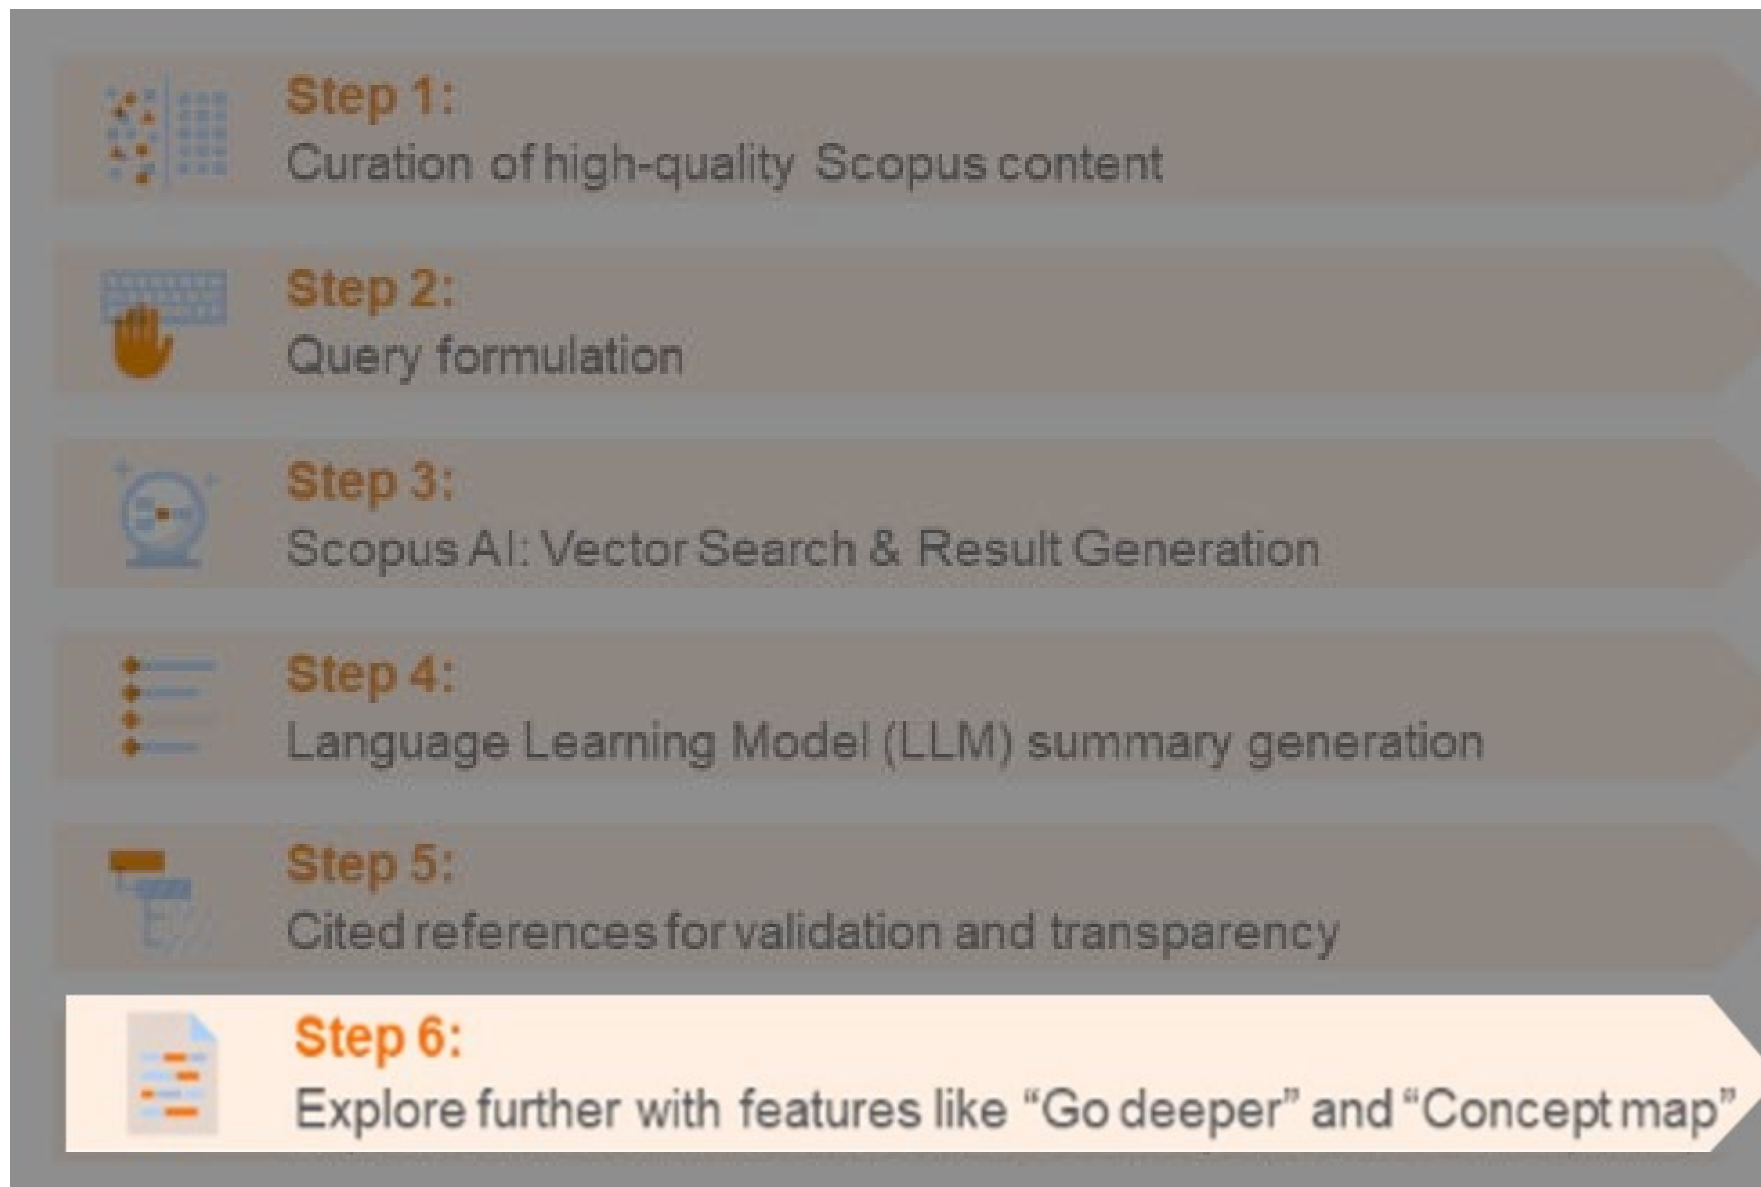 Step 1:
Curation of high-quality Scopus content
Step 2:
Query formulation
Step 3:
Scopus AI: Vector Search & Result Generation
Step 4:
Language Learning Model (LLM) summary generation
Step 5:
Cited references for validation and transparency
Step 6:
Explore further with features like “Go deeper” and “Concept map”